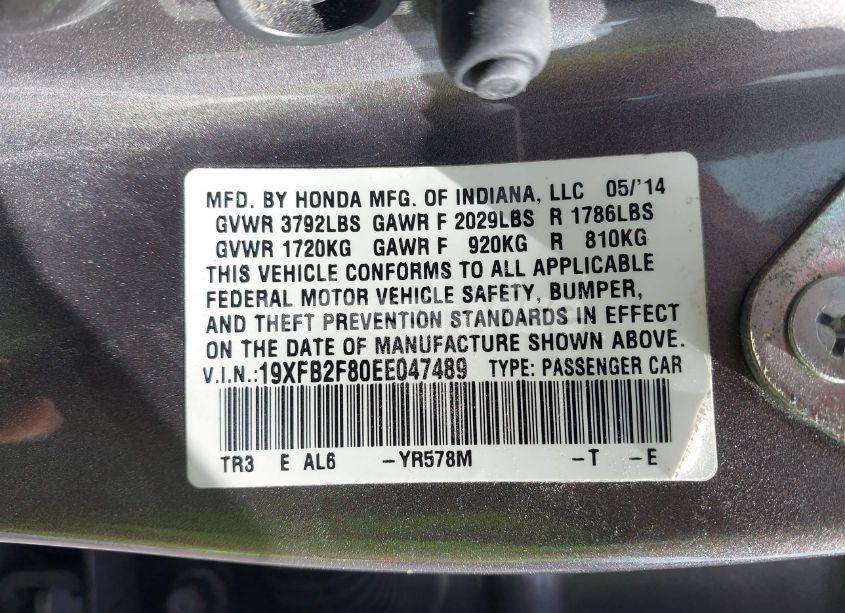 MFD. BY HONDA MFG. OF INDIANA, LLC 05/'14
GVWR 3792LBS GAWR F 2029LBS R 1786LBS
GVWR 1720KG GAWR F 920KG R 810KG
THIS VEHICLE CONFORMS TO ALL APPLICABLE
FEDERAL MOTOR VEHICLE SAFETY, BUMPER,
AND THEFT PREVENTION STANDARDS IN EFFECT
ON THE DATE OF MANUFACTURE SHOWN ABOVE.
V.I.N.:19XFB2F80EE047489 TYPE: PASSENGER CAR
TR3 E AL6 -YR578M -T -E